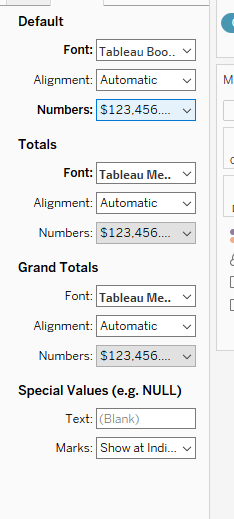 Default
Font: Tableau Boo..
Alignment: Automatic
Numbers: $123,456....
Totals
Font: Tableau Me..
Alignment: Automatic
Numbers: $123,456....
Grand Totals
Font: Tableau Me..
Alignment: Automatic
Numbers: $123,456....
Special Values (e.g. NULL)
Text: (Blank)
Marks: Show at Indi...
M